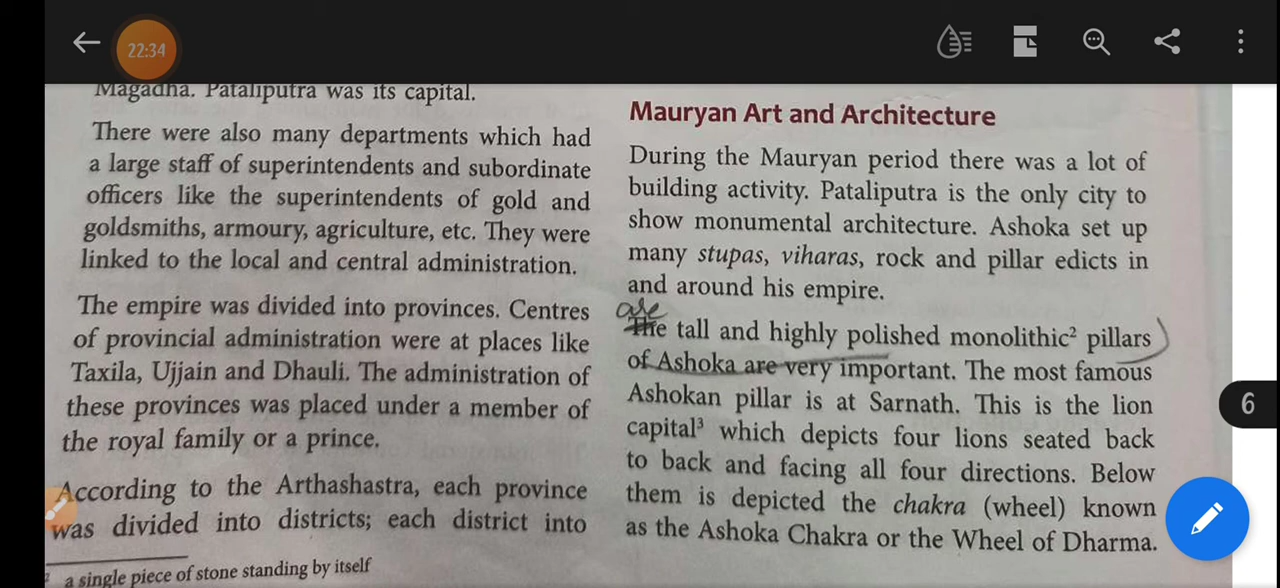 22:34
Magadha. Pataliputra was its capital.
There were also many departments which had
a large staff of superintendents and subordinate
officers like the superintendents of gold and
goldsmiths, armoury, agriculture, etc. They were
linked to the local and central administration.
The empire was divided into provinces. Centres
of provincial administration were at places like
Taxila, Ujjain and Dhauli. The administration of
these provinces was placed under a member of
the royal family or a prince.
According to the Arthashastra, each province
was divided into districts; each district into
2 a single piece of stone standing by itself
Mauryan Art and Architecture
During the Mauryan period there was a lot of
building activity. Pataliputra is the only city to
show monumental architecture. Ashoka set up
many stupas, viharas, rock and pillar edicts in
and around his empire.
are
The tall and highly polished monolithic² pillars
of Ashoka are very important. The most famous
Ashokan pillar is at Sarnath. This is the lion
capital³ which depicts four lions seated back
to back and facing all four directions. Below
them is depicted the chakra (wheel) known
as the Ashoka Chakra or the Wheel of Dharma.
6